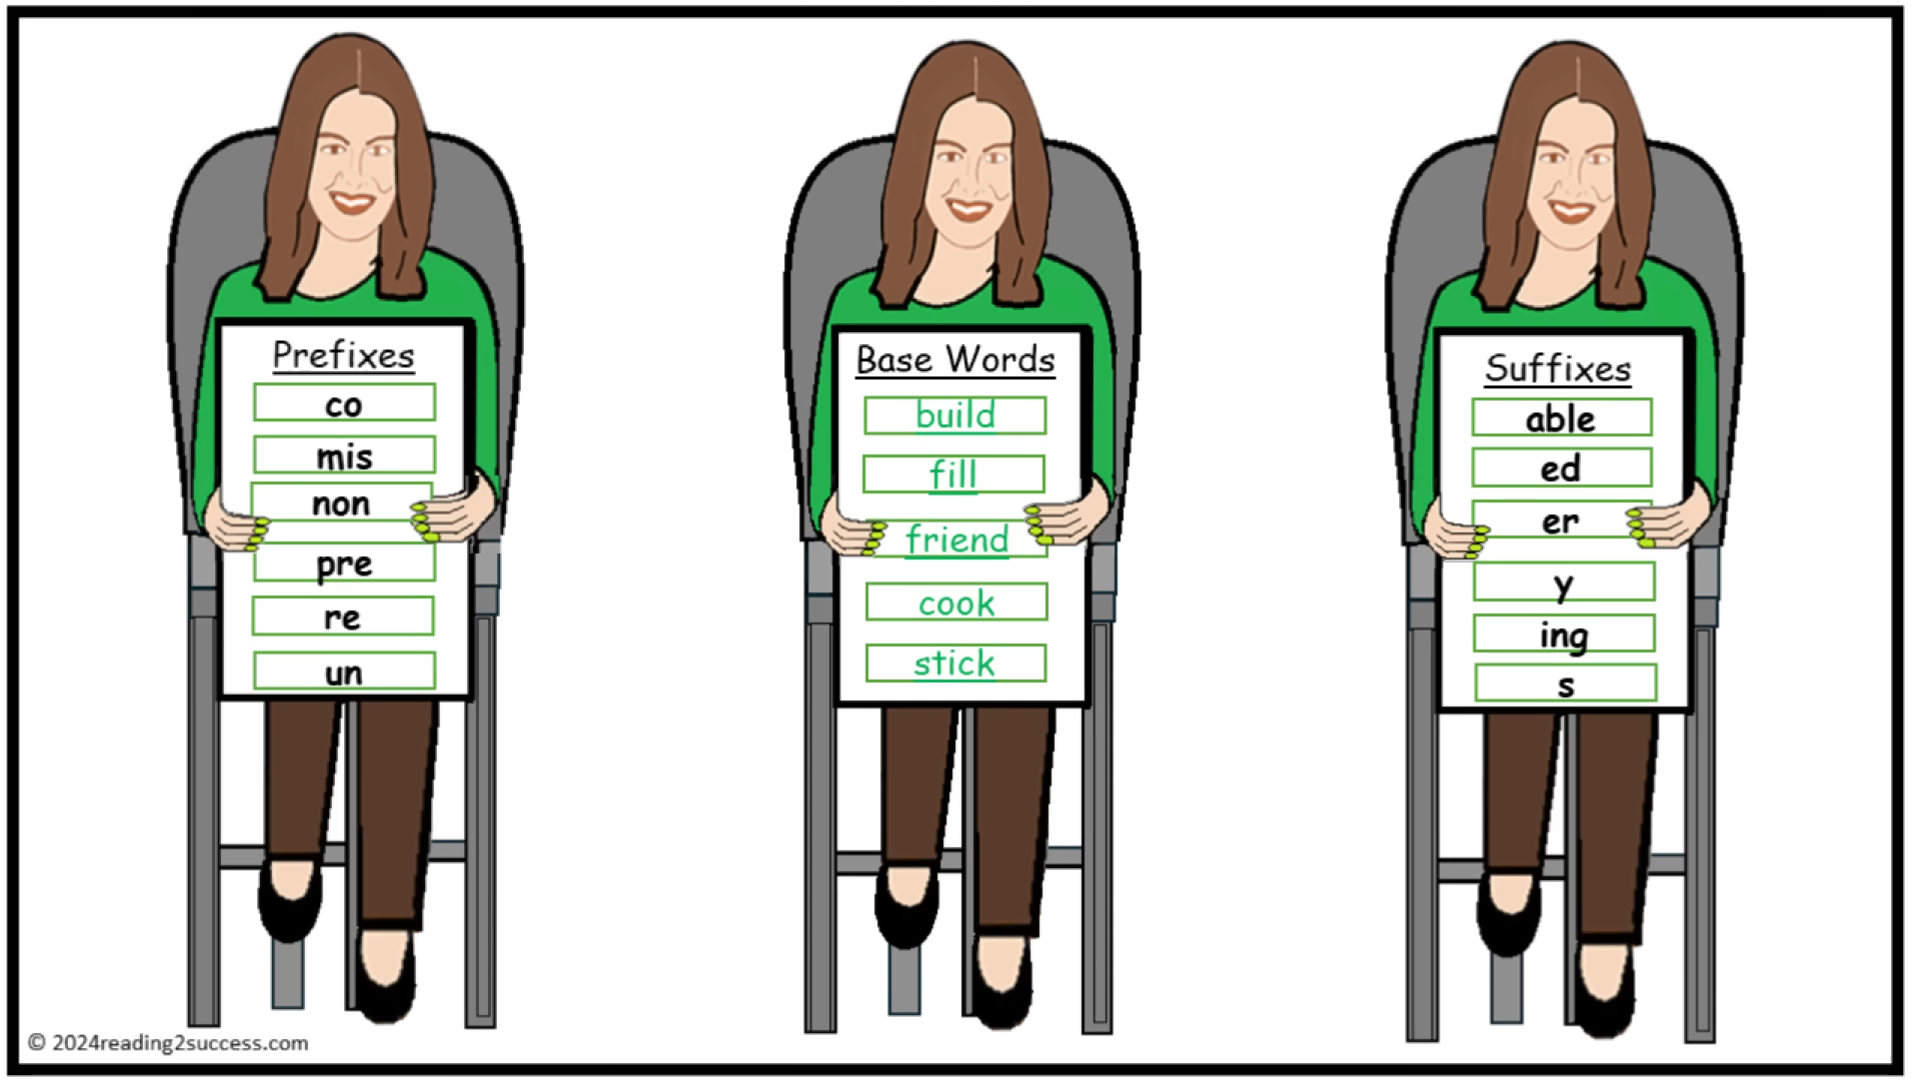 Prefixes
co
mis
non
pre
re
un
Base Words
build
fill
friend
cook
stick
Suffixes
able
ed
er
y
ing
s
© 2024reading2success.com